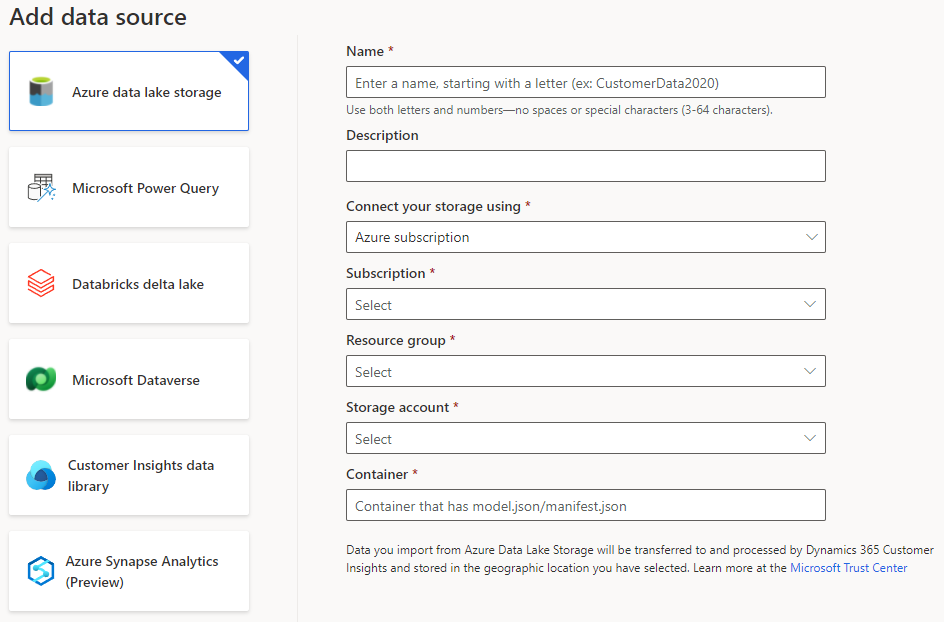 Add data source
Azure data lake storage
Microsoft Power Query
Databricks delta lake
Microsoft Dataverse
Customer Insights data
library
Azure Synapse Analytics
(Preview)
Name *
Enter a name, starting with a letter (ex: CustomerData2020)
Use both letters and numbers—no spaces or special characters (3-64 characters).
Description
Connect your storage using *
Azure subscription
Subscription *
Select
Resource group *
Select
Storage account *
Select
Container *
Container that has model.json/manifest.json
Data you import from Azure Data Lake Storage will be transferred to and processed by Dynamics 365 Customer
Insights and stored in the geographic location you have selected. Learn more at the Microsoft Trust Center